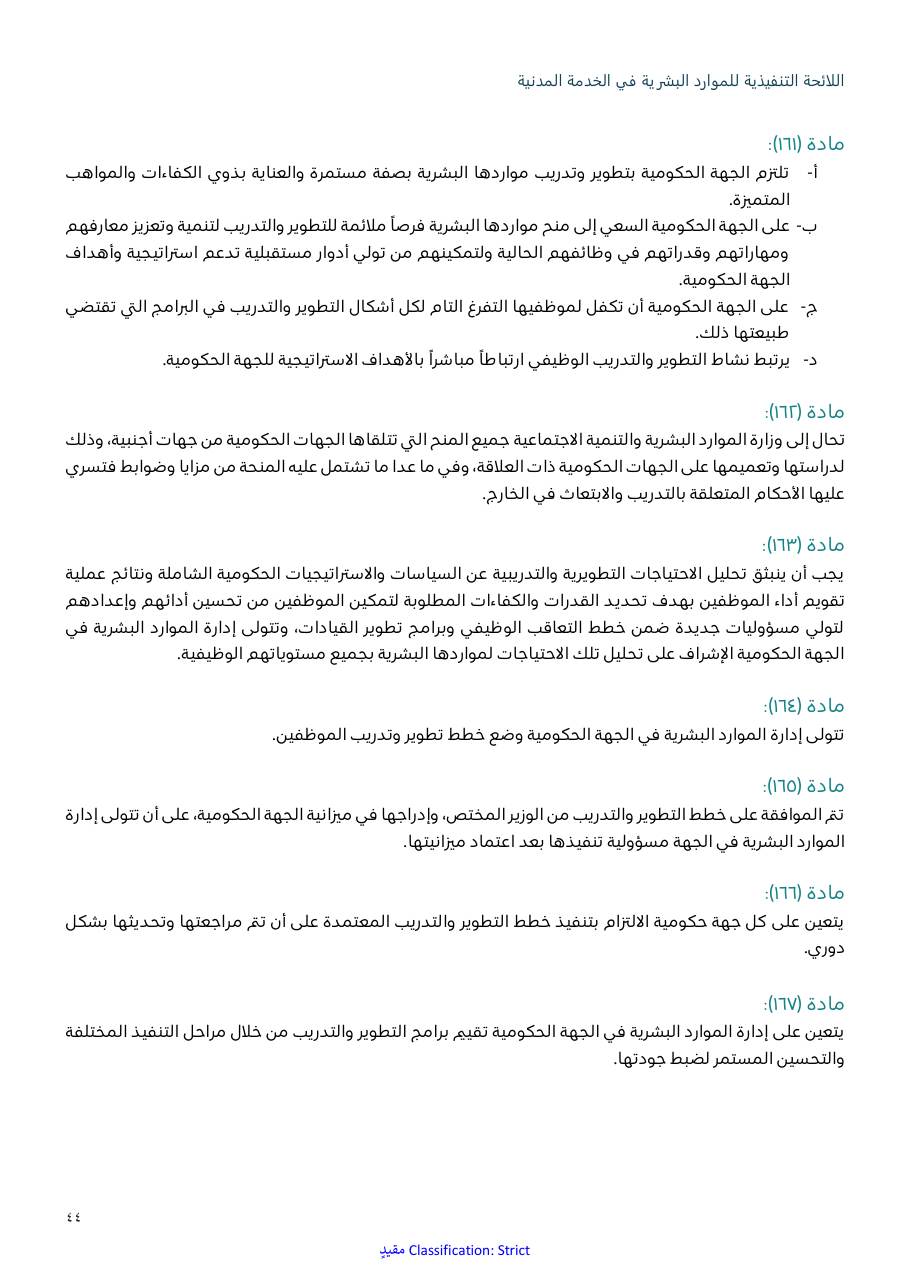 اللائحة التنفيذية للموارد البشرية في الخدمة المدنية
مادة (١٦١):
أ- تلتزم الجهة الحكومية بتطوير وتدريب مواردها البشرية بصفة مستمرة والعناية بذوي الكفاءات والمواهب
المتميزة.
ب- على الجهة الحكومية السعي إلى منح مواردها البشرية فرصاً ملائمة للتطوير والتدريب لتنمية وتعزيز معارفهم
ومهاراتهم وقدراتهم في وظائفهم الحالية ولتمكينهم من تولي أدوار مستقبلية تدعم استراتيجية وأهداف
الجهة الحكومية.
ج- على الجهة الحكومية أن تكفل لموظفيها التفرغ التام لكل أشكال التطوير والتدريب في البرامج التي تقتضي
طبيعتها ذلك.
د- يرتبط نشاط التطوير والتدريب الوظيفي ارتباطاً مباشراً بالأهداف الاستراتيجية للجهة الحكومية.
مادة (١٦٢):
تحال إلى وزارة الموارد البشرية والتنمية الاجتماعية جميع المنح التي تتلقاها الجهات الحكومية من جهات أجنبية، وذلك
لدراستها وتعميمها على الجهات الحكومية ذات العلاقة، وفي ما عدا ما تشتمل عليه المنحة من مزايا وضوابط فتسري
عليها الأحكام المتعلقة بالتدريب والابتعاث في الخارج.
مادة (١٦٣):
يجب أن ينبثق تحليل الاحتياجات التطويرية والتدريبية عن السياسات والاستراتيجيات الحكومية الشاملة ونتائج عملية
تقويم أداء الموظفين بهدف تحديد القدرات والكفاءات المطلوبة لتمكين الموظفين من تحسين أدائهم وإعدادهم
لتولي مسؤوليات جديدة ضمن خطط التعاقب الوظيفي وبرامج تطوير القيادات، وتتولى إدارة الموارد البشرية في
الجهة الحكومية الإشراف على تحليل تلك الاحتياجات لمواردها البشرية بجميع مستوياتهم الوظيفية.
مادة (١٦٤):
تتولى إدارة الموارد البشرية في الجهة الحكومية وضع خطط تطوير وتدريب الموظفين.
مادة (١٦٥):
تتم الموافقة على خطط التطوير والتدريب من الوزير المختص، وإدراجها في ميزانية الجهة الحكومية، على أن تتولى إدارة
الموارد البشرية في الجهة مسؤولية تنفيذها بعد اعتماد ميزانيتها.
مادة (١٦٦):
يتعين على كل جهة حكومية الالتزام بتنفيذ خطط التطوير والتدريب المعتمدة على أن تتم مراجعتها وتحديثها بشكل
دوري.
مادة (١٦٧):
يتعين على إدارة الموارد البشرية في الجهة الحكومية تقييم برامج التطوير والتدريب من خلال مراحل التنفيذ المختلفة
والتحسين المستمر لضبط جودتها.
٤٤
Classification: Strict مقيدٍ